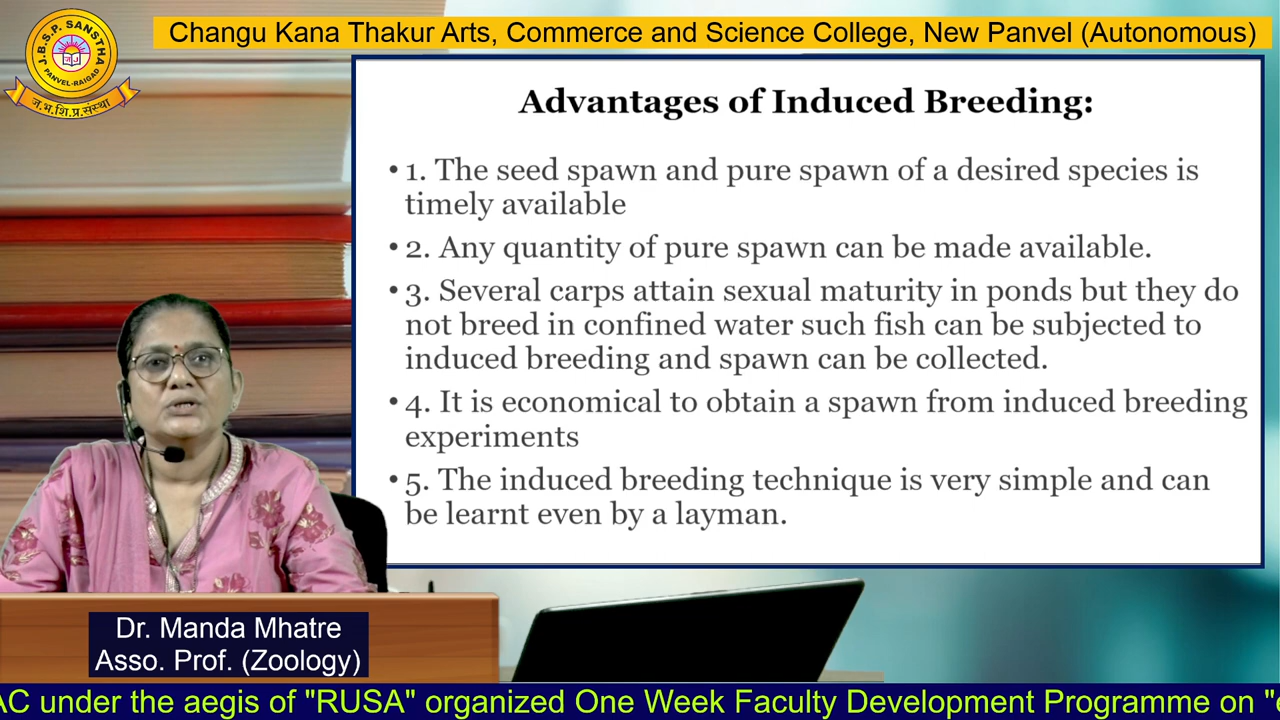 J.B.S.P. SANSTHA
PANVEL-RAIGAD
ज.भ.शि.प्र.संस्था
Changu Kana Thakur Arts, Commerce and Science College, New Panvel (Autonomous)
Advantages of Induced Breeding:
• 1. The seed spawn and pure spawn of a desired species is
timely available
• 2. Any quantity of pure spawn can be made available.
• 3. Several carps attain sexual maturity in ponds but they do
not breed in confined water such fish can be subjected to
induced breeding and spawn can be collected.
• 4. It is economical to obtain a spawn from induced breeding
experiments
• 5. The induced breeding technique is very simple and can
be learnt even by a layman.
Dr. Manda Mhatre
Asso. Prof. (Zoology)
AC under the aegis of "RUSA" organized One Week Faculty Development Programme on "